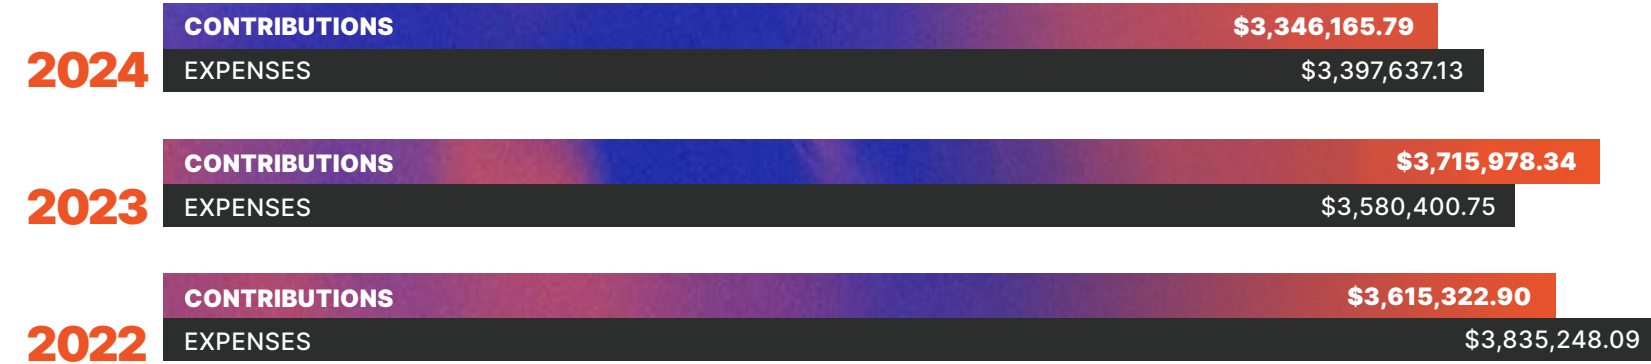 CONTRIBUTIONS $3,346,165.79
2024
EXPENSES $3,397,637.13
CONTRIBUTIONS $3,715,978.34
2023
EXPENSES $3,580,400.75
CONTRIBUTIONS $3,615,322.90
2022
EXPENSES $3,835,248.09